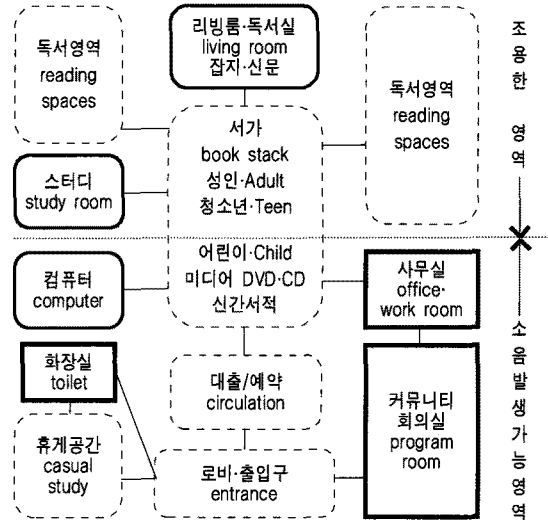 독서영역
reading
spaces
리빙룸·독서실
living room
잡지·신문
독서영역
reading
spaces
조용한 영역
서가
book stack
성인·Adult
청소년·Teen
스터디
study room
어린이·Child
미디어 DVD·CD
신간서적
컴퓨터
computer
사무실
office·
work room
소음발생가능영역
화장실
toilet
대출/예약
circulation
커뮤니티
회의실
program
room
휴게공간
casual
study
로비·출입구
entrance